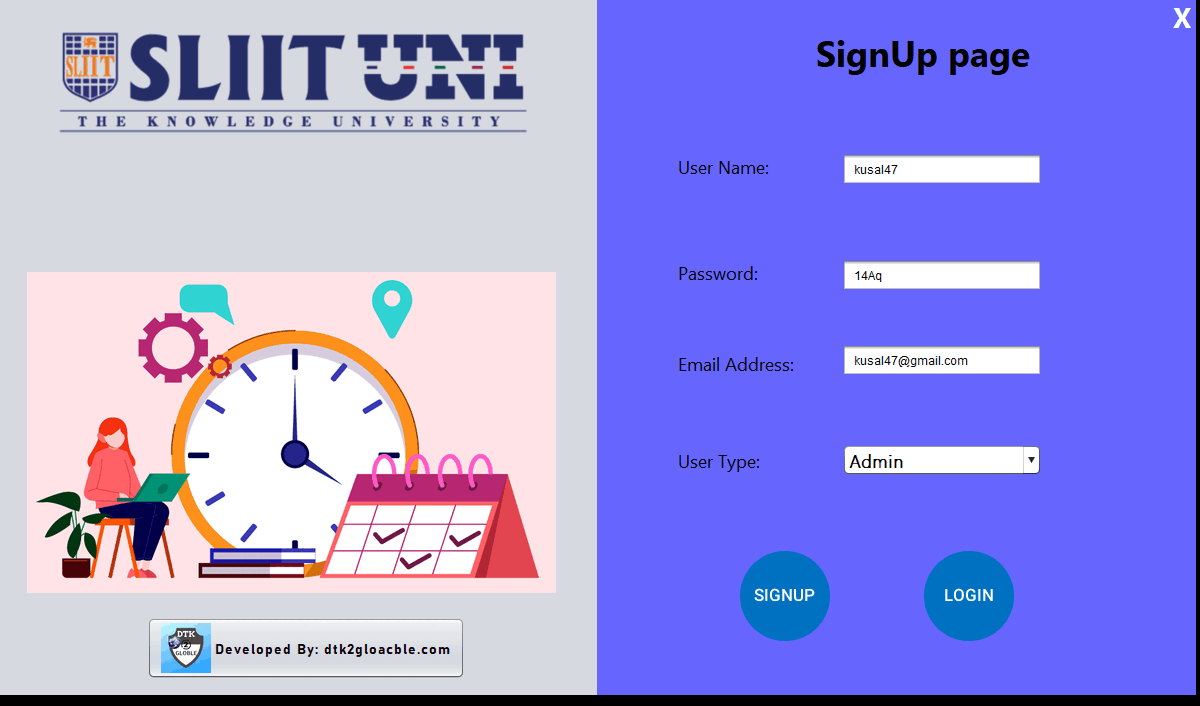 SLIIT
SLIIT UNI
THE KNOWLEDGE UNIVERSITY
DTK
2
GLOBLE
Developed By: dtk2gloacble.com
X
SignUp page
User Name:
kusal47
Password:
14Aq
Email Address:
kusal47@gmail.com
User Type:
Admin
SIGNUP
LOGIN